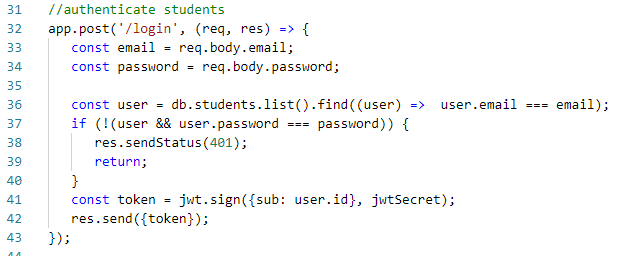 31 //authenticate students
32 app.post('/login', (req, res) => {
33 const email = req.body.email;
34 const password = req.body.password;
35
36 const user = db.students.list().find((user) =>  user.email === email);
37 if (!(user && user.password === password)) {
38 res.sendStatus(401);
39 return;
40 }
41 const token = jwt.sign({sub: user.id}, jwtSecret);
42 res.send({token});
43 });
44